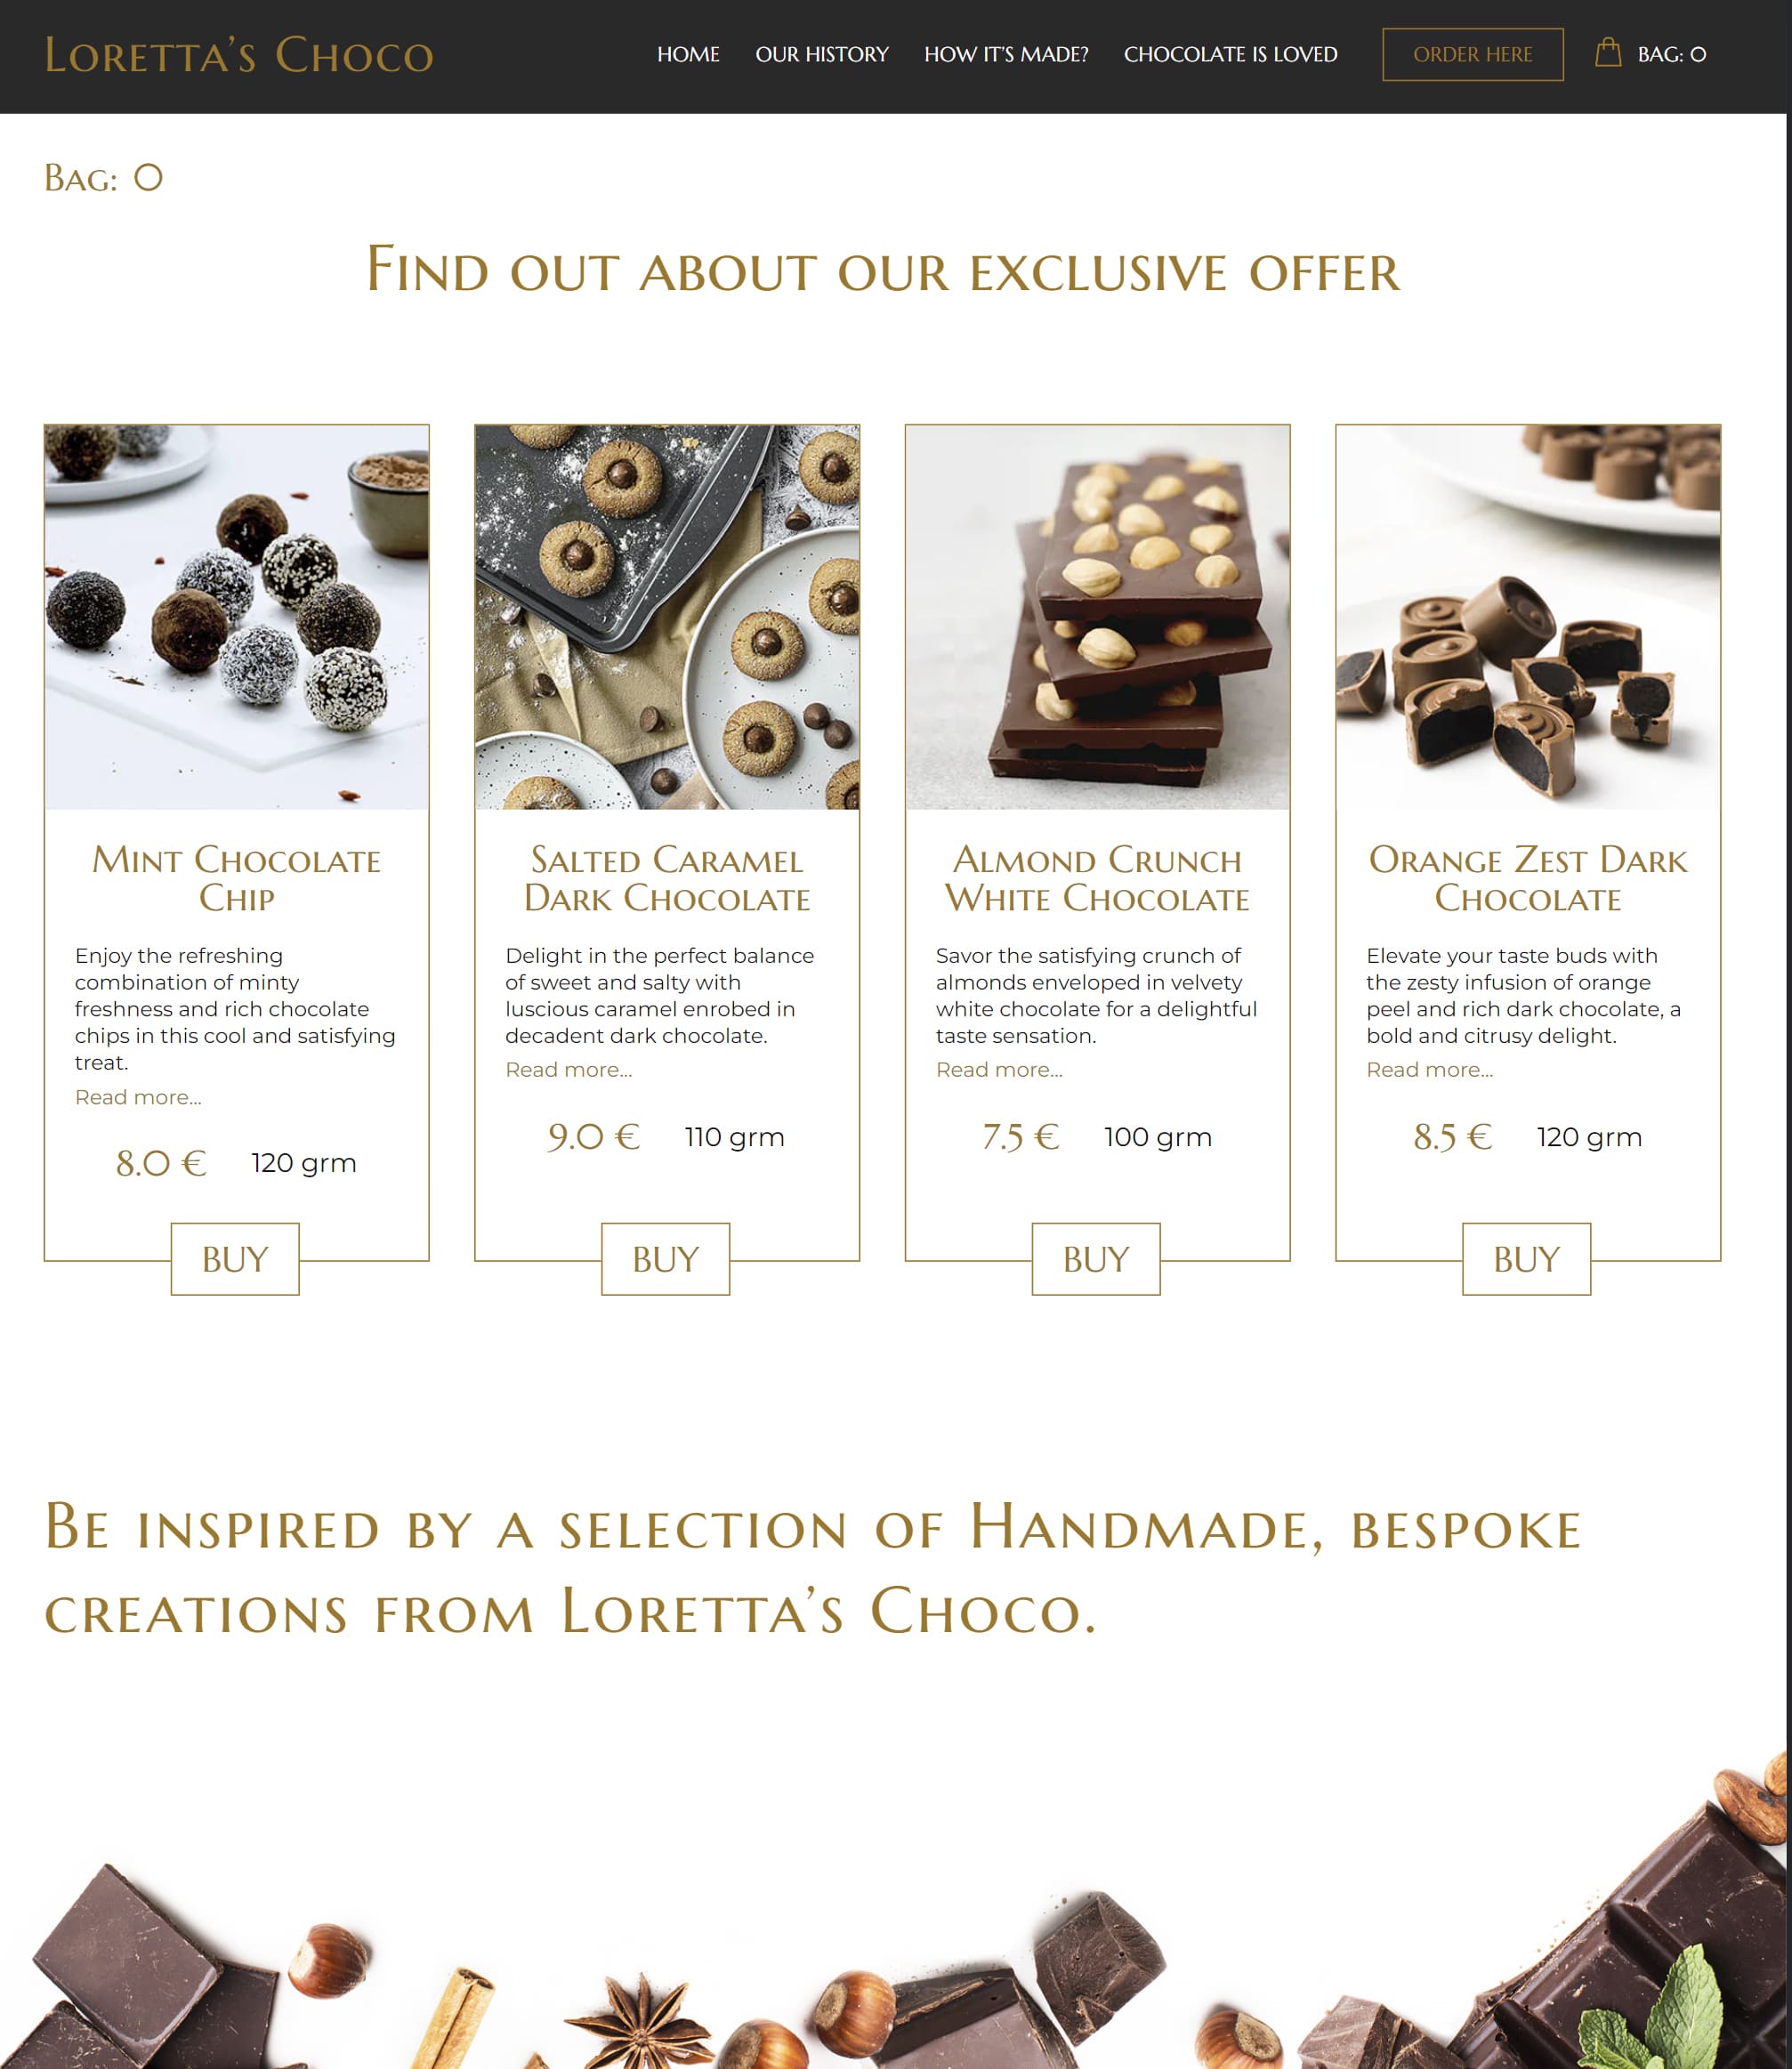 Loretta's Choco
HOME OUR HISTORY HOW IT'S MADE? CHOCOLATE IS LOVED ORDER HERE BAG: 0
Bag: 0
Find out about our exclusive offer
Mint Chocolate
Chip
Enjoy the refreshing
combination of minty
freshness and rich chocolate
chips in this cool and satisfying
treat.
Read more...
8.0 € 120 grm
BUY
Salted Caramel
Dark Chocolate
Delight in the perfect balance
of sweet and salty with
luscious caramel enrobed in
decadent dark chocolate.
Read more...
9.0 € 110 grm
BUY
Almond Crunch
White Chocolate
Savor the satisfying crunch of
almonds enveloped in velvety
white chocolate for a delightful
taste sensation.
Read more...
7.5 € 100 grm
BUY
Orange Zest Dark
Chocolate
Elevate your taste buds with
the zesty infusion of orange
peel and rich dark chocolate, a
bold and citrusy delight.
Read more...
8.5 € 120 grm
BUY
Be inspired by a selection of Handmade, bespoke
creations from Loretta's Choco.